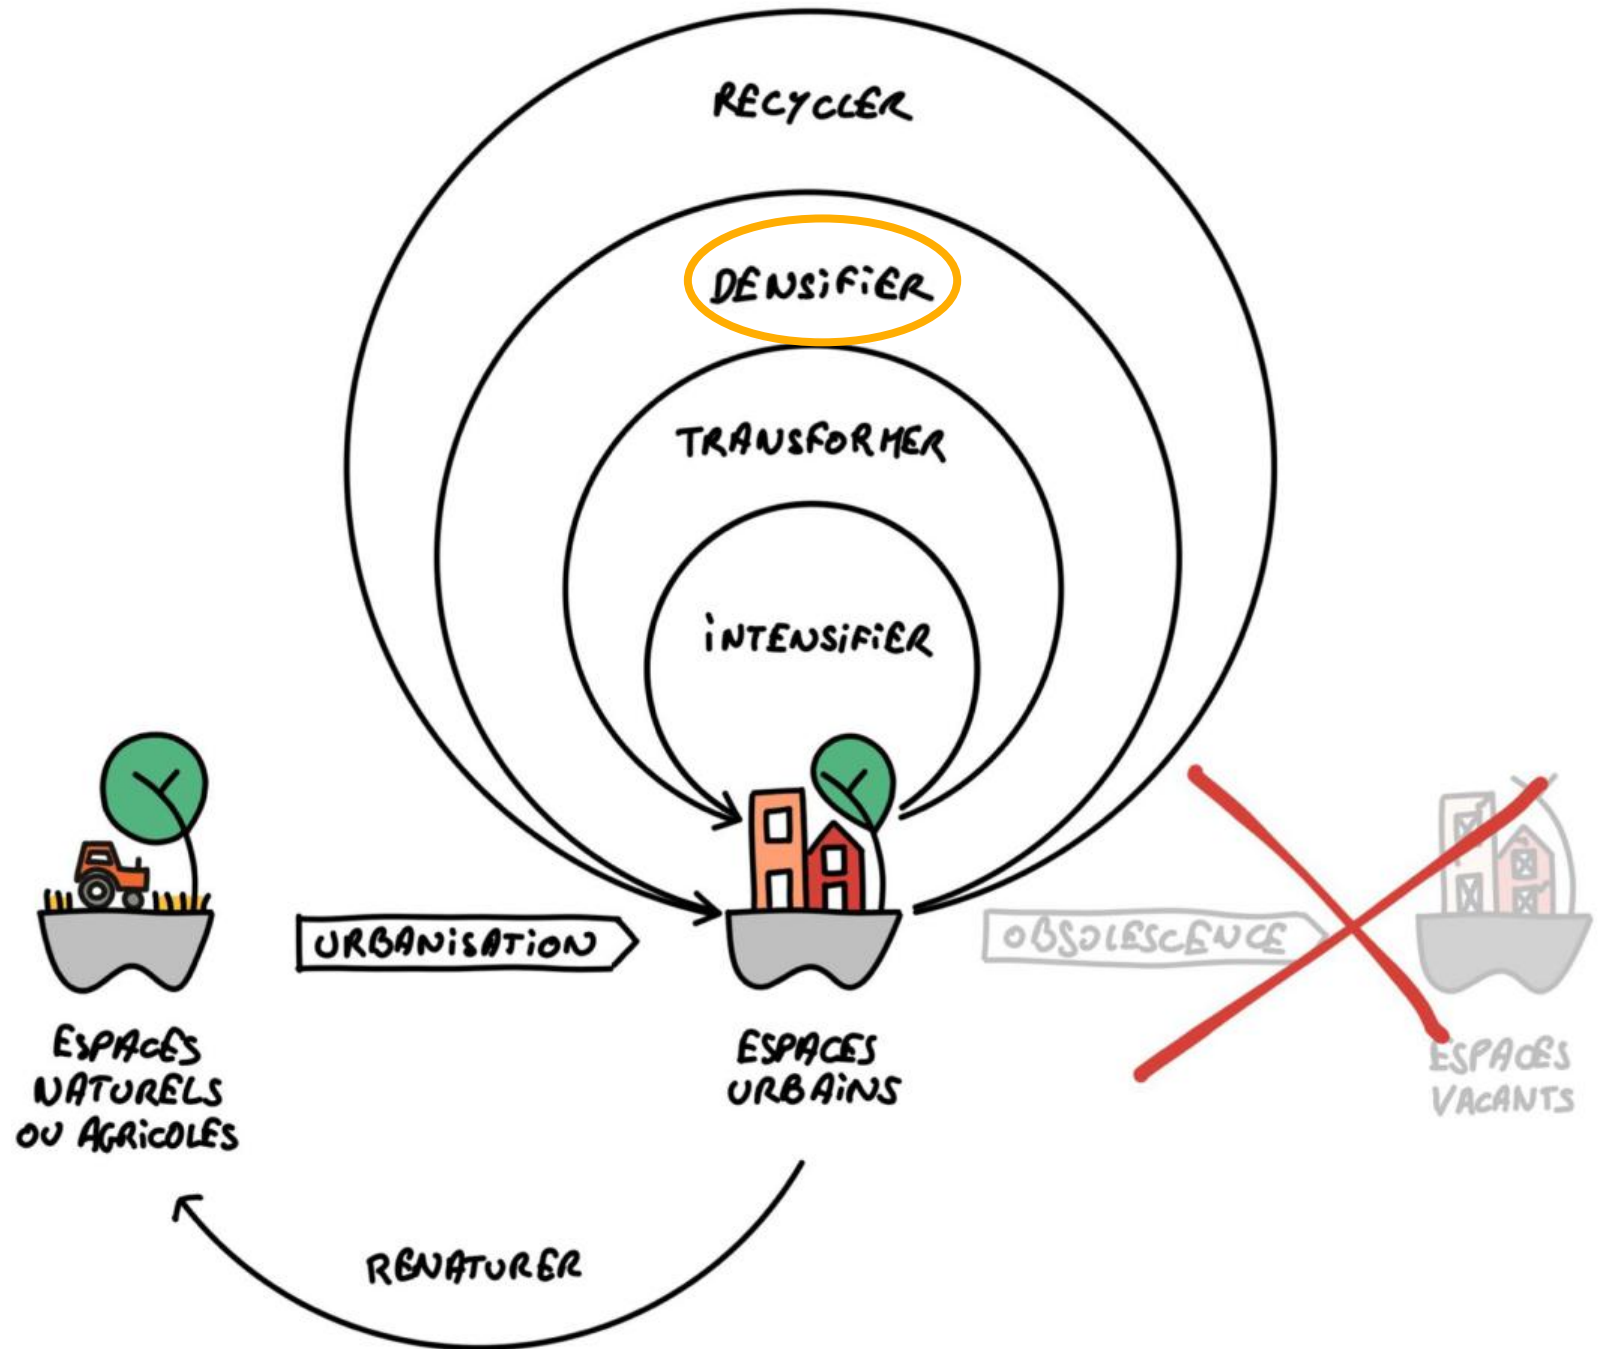 RECYCLER
DENSiFiER
TRANSFORMER
iNTENSiFiER
URBANiSATiON
OBSOLESCENCE
ESPACES
NATURELS
OU AGRiCOLES
ESPACES
URBAiNS
ESPACES
VACANTS
RENATURER